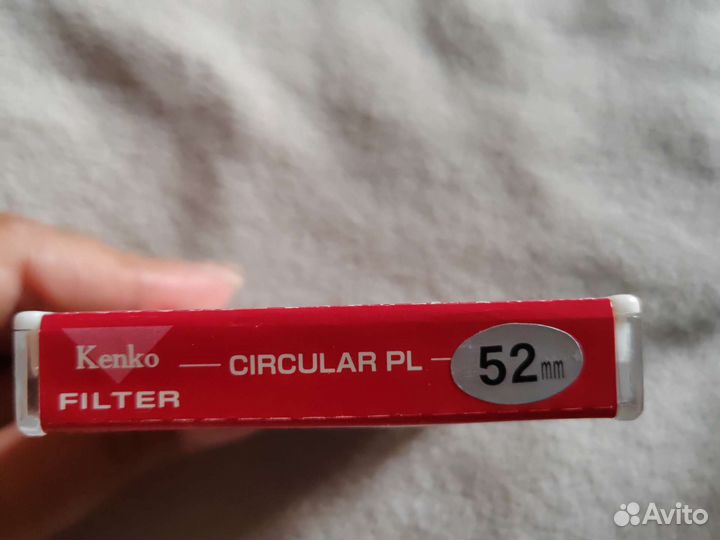 Kenko
FILTER
CIRCULAR PL
52mm
Avito